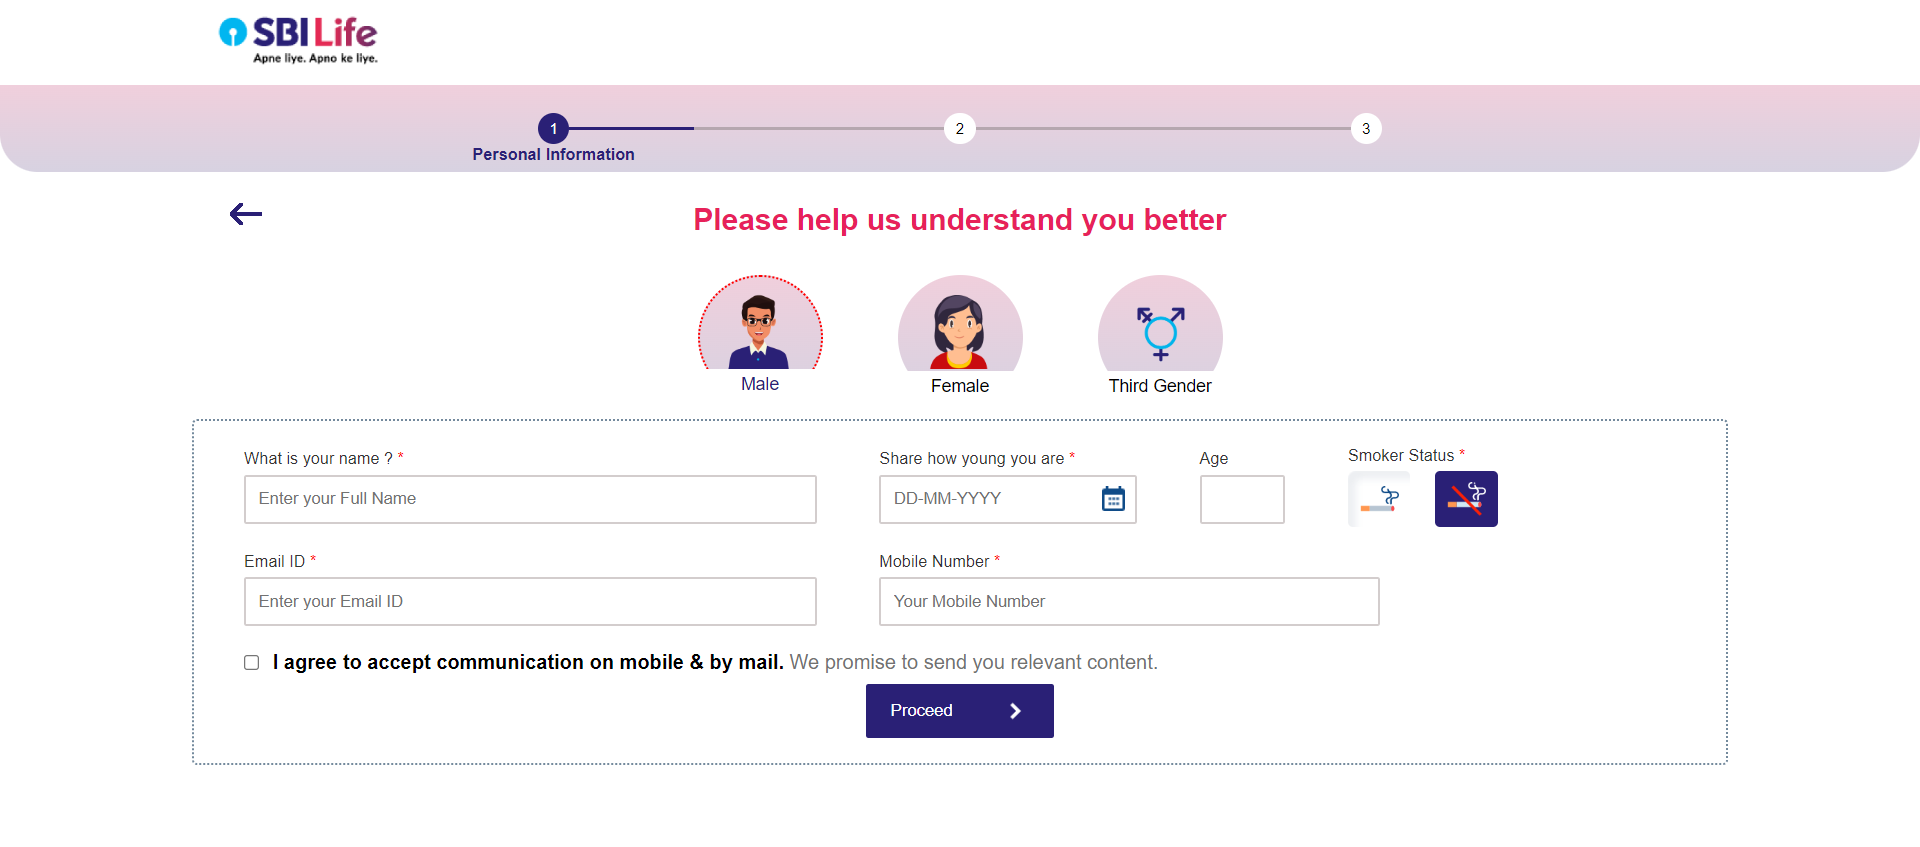 SBI Life
Apne liye. Apno ke liye.
1
2
3
Personal Information
Please help us understand you better
Male
Female
Third Gender
What is your name ? *
Share how young you are *
Age
Smoker Status *
Enter your Full Name
DD-MM-YYYY
Email ID *
Mobile Number *
Enter your Email ID
Your Mobile Number
I agree to accept communication on mobile & by mail. We promise to send you relevant content.
Proceed